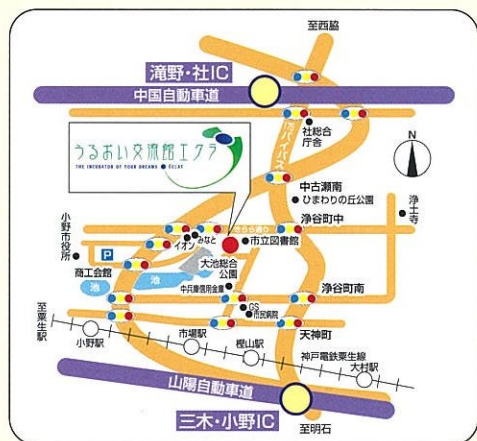 至西脇
滝野・社IC
中国自動車道
社総合
庁舎
バイパス
N
うるおい交流館エクラ
THE INCUBATOR OF YOUR DREAMS ● ECLAT
中古瀬南
ひまわりの丘公園
浄土寺
小野市役所
きらら通り
浄谷町中
みなと
イオン
市立図書館
P
商工会館
大池総合
公園
池
池
中兵庫信用金庫
浄谷町南
GS
市民病院
至粟生駅
天神町
小野駅
市場駅
樫山駅
神戸電鉄粟生線
大村駅
山陽自動車道
三木・小野IC
至明石